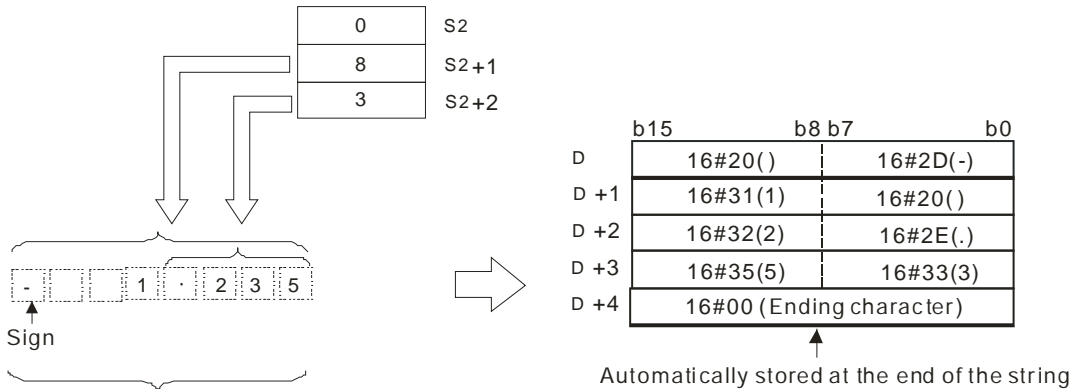 0 S2
8 S2+1
3 S2+2
b15 b8 b7 b0
D 16#20( ) 16#2D(-)
D +1 16#31(1) 16#20( )
D +2 16#32(2) 16#2E(.)
D +3 16#35(5) 16#33(3)
D +4 16#00 (Ending character)
- 1 . 2 3 5
Sign
Automatically stored at the end of the string